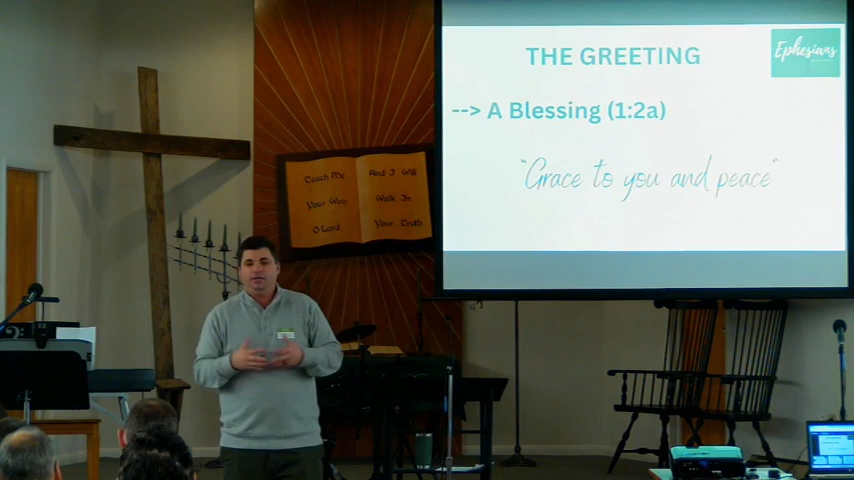 THE GREETING
Ephesians
--> A Blessing (1:2a)
"Grace to you and peace"
Teach Me
Your Way
O Lord
And I Will
Walk In
Your Truth